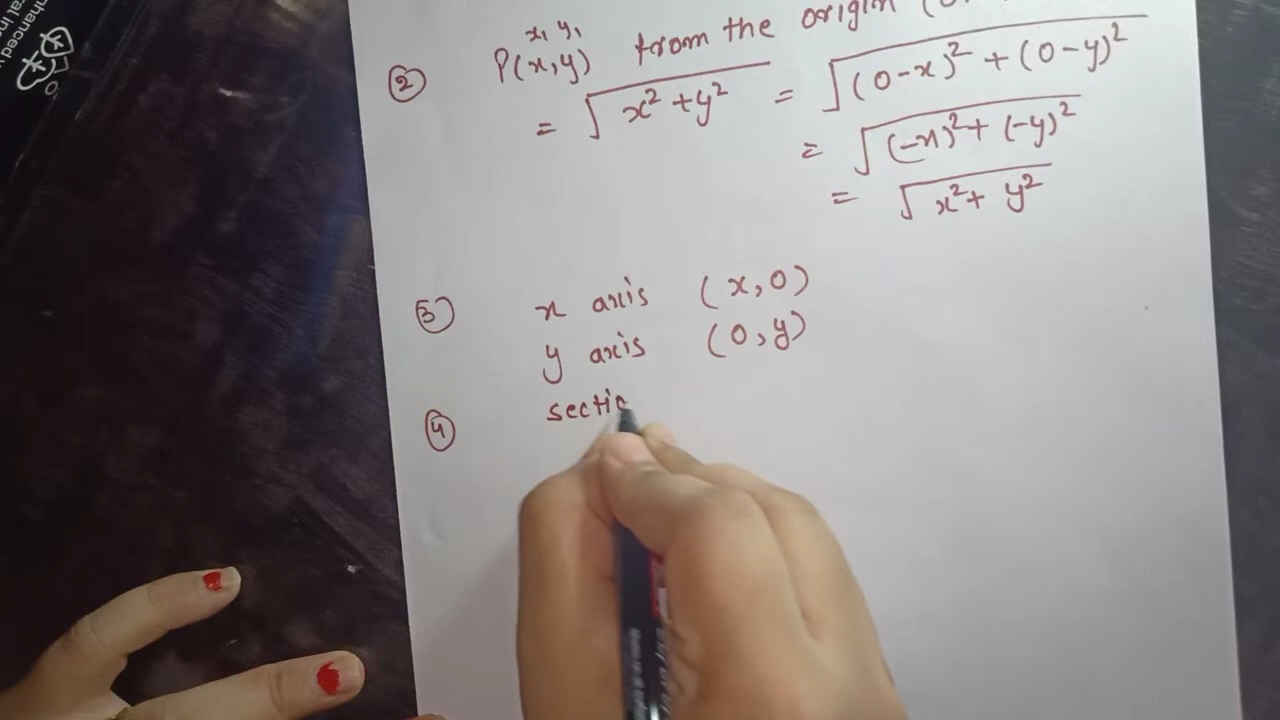 x₁ y₁
② P(x,y) from the origin (0,
= √(x² + y²) = √((0-x)² + (0-y)²)
= √((-x)² + (-y)²)
= √(x² + y²)
③ x axis (x,0)
y axis (0,y)
④ sectio